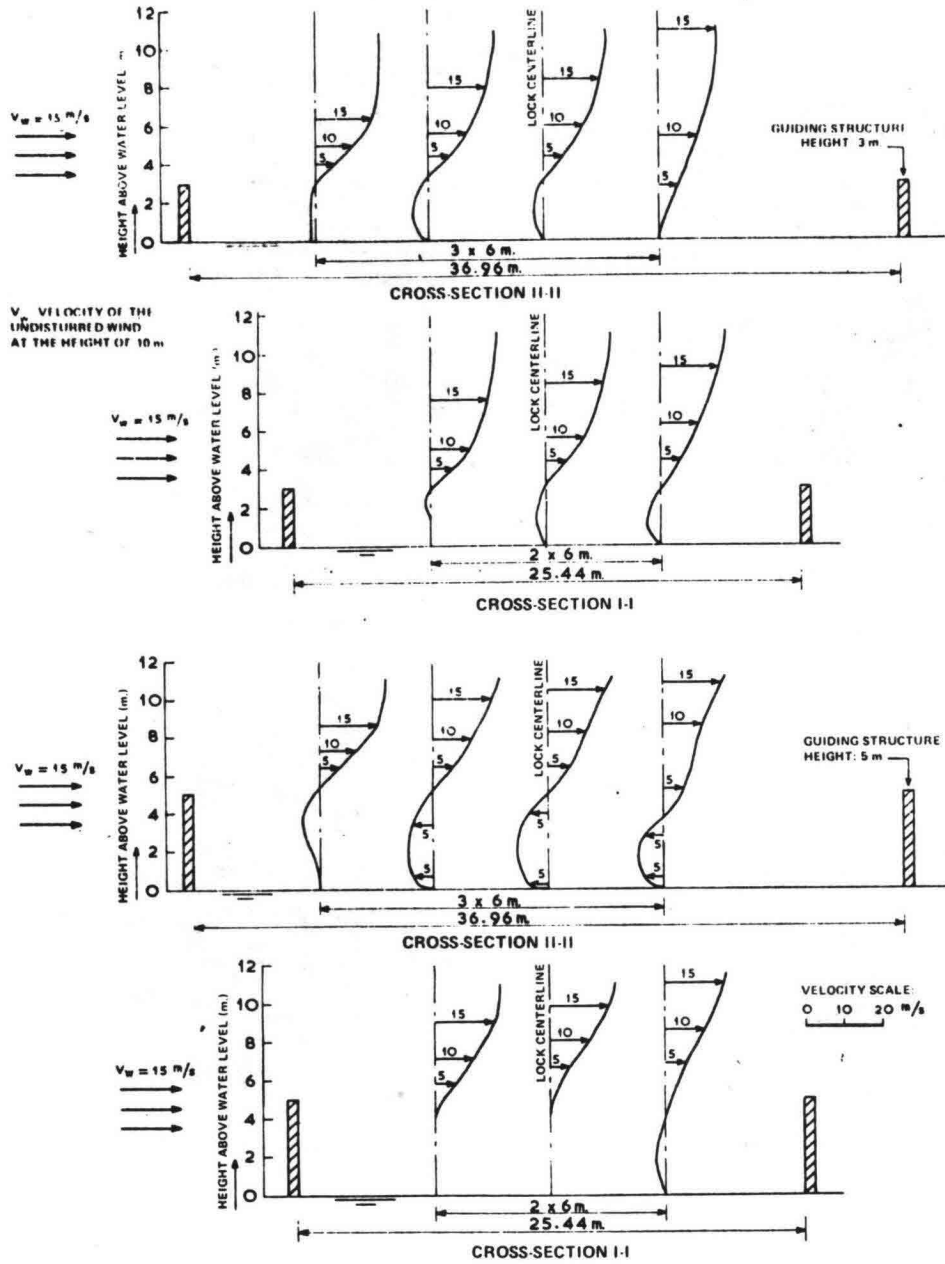 12
10
8
6
4
2
0
HEIGHT ABOVE WATER LEVEL m
Vw = 15 m/s
15
10
5
15
10
5
LOCK CENTERLINE
15
10
5
15
10
5
GUIDING STRUCTURE
HEIGHT 3 m
3 x 6 m.
36.96 m.
CROSS-SECTION II-II
Vw VELOCITY OF THE
UNDISTURBED WIND
AT THE HEIGHT OF 10 m
12
10
8
6
4
2
0
HEIGHT ABOVE WATER LEVEL (m)
Vw = 15 m/s
15
10
5
LOCK CENTERLINE
15
10
5
15
10
5
2 x 6 m.
25.44 m.
CROSS-SECTION I-I
12
10
8
6
4
2
0
HEIGHT ABOVE WATER LEVEL (m.)
Vw = 15 m/s
15
10
5
15
10
5
5
5
LOCK CENTERLINE
15
10
5
5
5
15
10
5
5
5
GUIDING STRUCTURE
HEIGHT: 5 m
3 x 6 m.
36.96 m.
CROSS-SECTION II-II
12
10
8
6
4
2
0
HEIGHT ABOVE WATER LEVEL (m.)
Vw = 15 m/s
15
10
5
LOCK CENTERLINE
15
10
5
15
10
5
VELOCITY SCALE:
0 10 20 m/s
2 x 6 m.
25.44 m.
CROSS-SECTION I-I